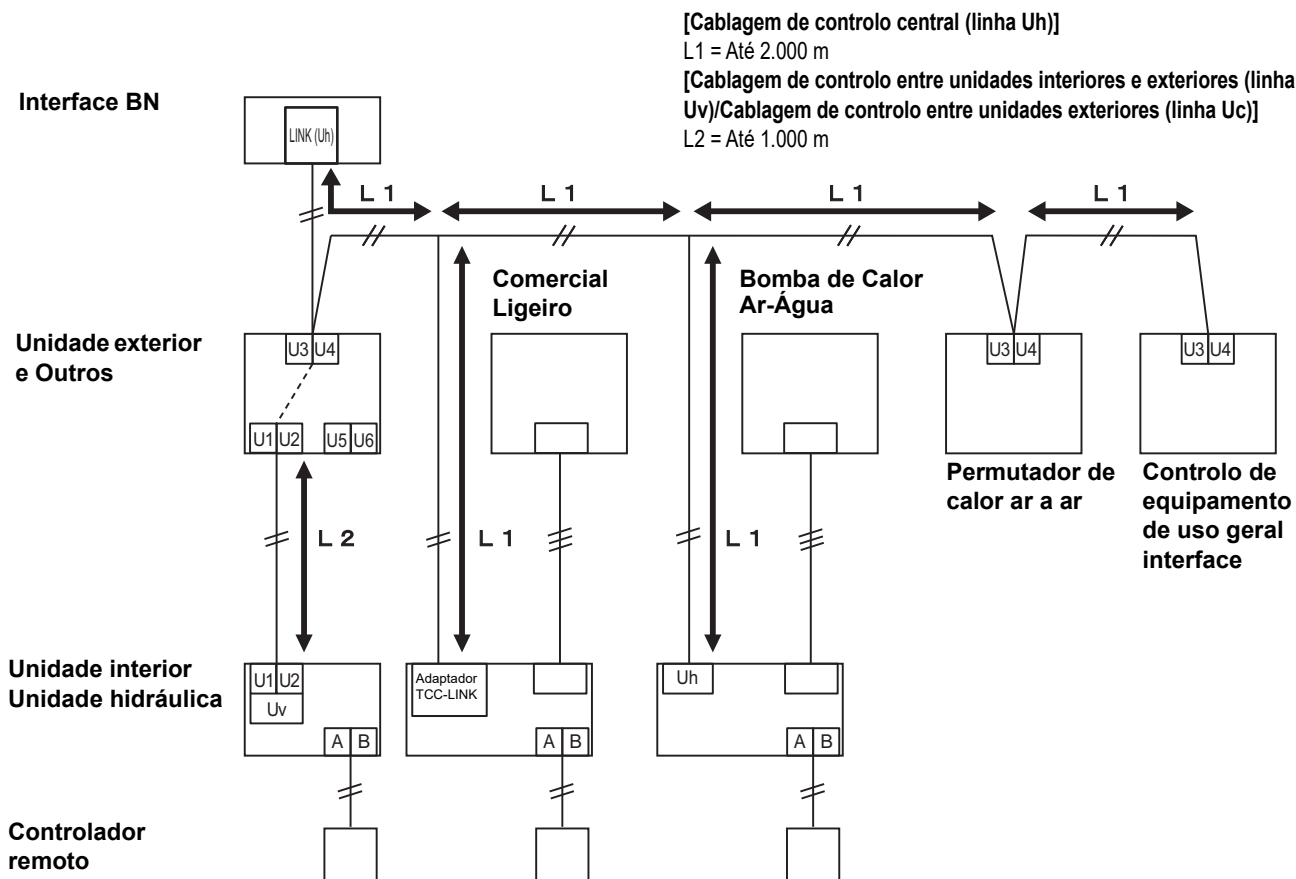 [Cablagem de controlo central (linha Uh)]
L1 = Até 2.000 m
[Cablagem de controlo entre unidades interiores e exteriores (linha
Uv)/Cablagem de controlo entre unidades exteriores (linha Uc)]
L2 = Até 1.000 m
Interface BN
LINK (Uh)
L 1
L 1
L 1
L 1
Comercial
Ligeiro
Bomba de Calor
Ar-Água
Unidade exterior
e Outros
U3 U4
U3 U4
U3 U4
U1 U2
U5 U6
Permutador de
calor ar a ar
Controlo de
equipamento
de uso geral
interface
L 2
L 1
L 1
Unidade interior
Unidade hidráulica
U1 U2
Uv
Adaptador
TCC-LINK
Uh
A B
A B
A B
Controlador
remoto